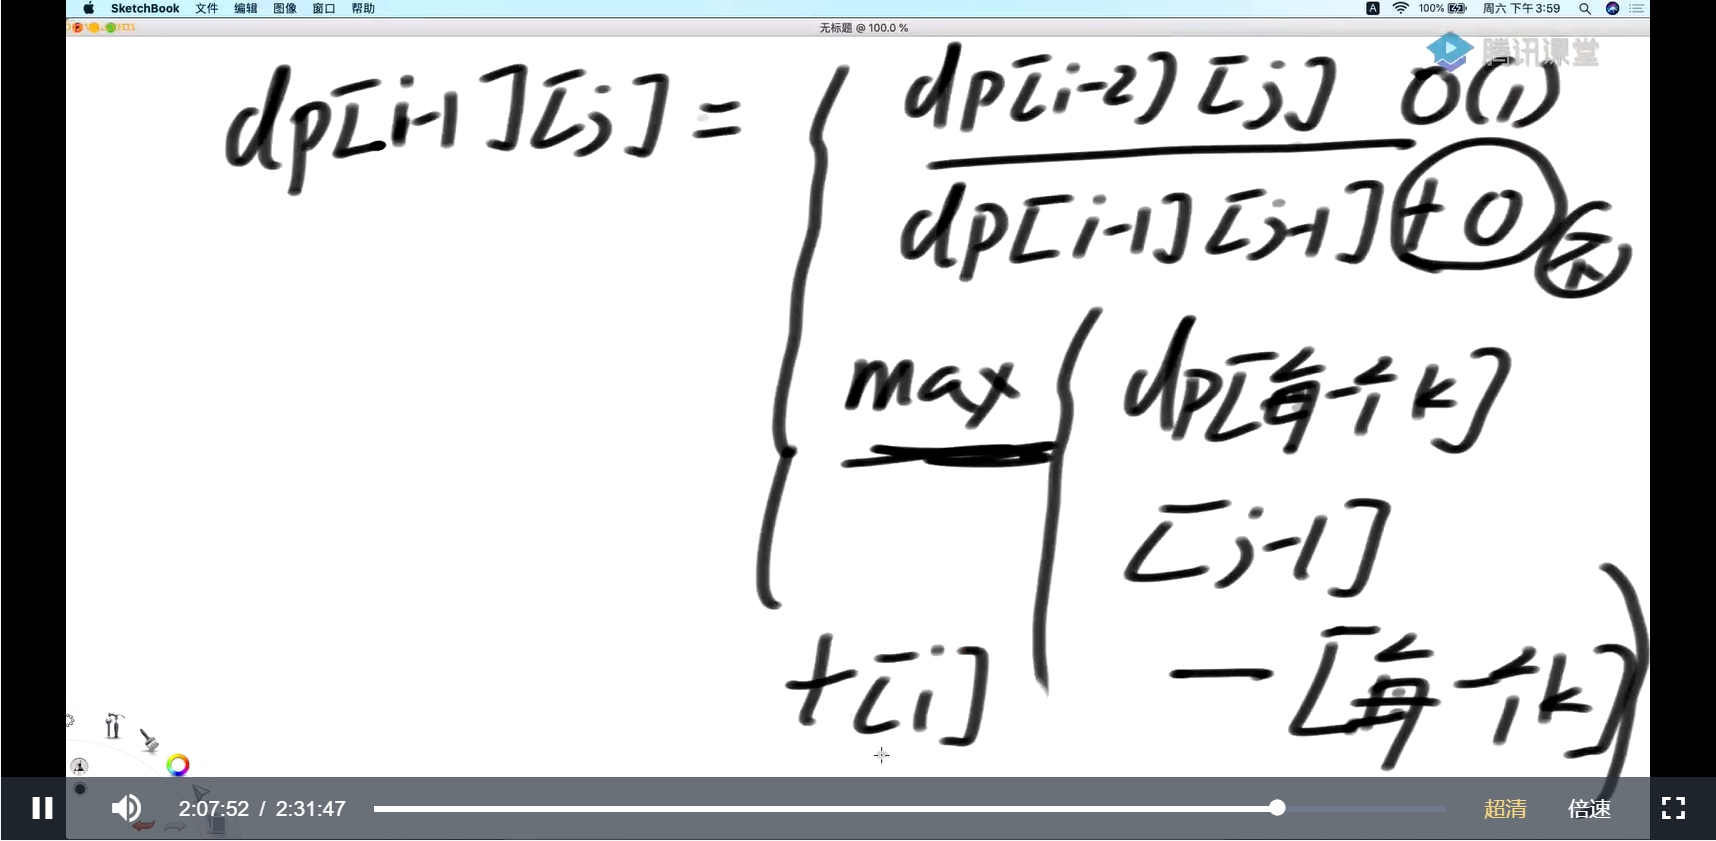 SketchBook 文件 编辑 图像 窗口 帮助 A 100% 周六 下午3:59
无标题 @ 100.0 %
腾讯课堂
dp[i-1][j] =
dp[i-2][j] O(1)
dp[i-1][j-1] + 0
max
dp[每一个k]
[j-1]
- [每一个k]
+[i]
2:07:52 / 2:31:47 超清 倍速